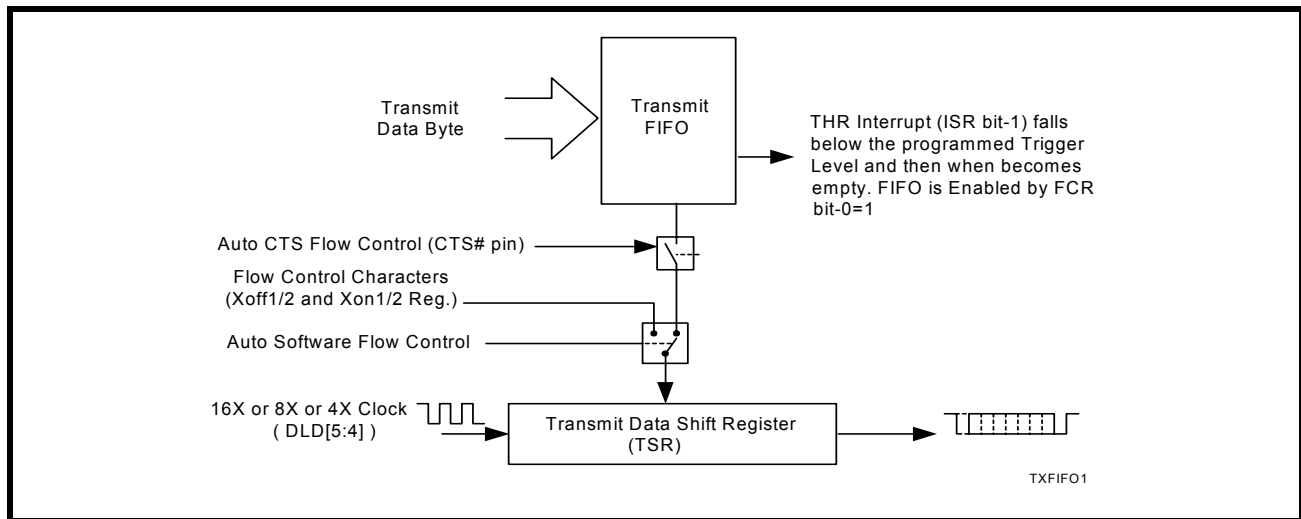 Transmit
Data Byte
Transmit
FIFO
THR Interrupt (ISR bit-1) falls
below the programmed Trigger
Level and then when becomes
empty. FIFO is Enabled by FCR
bit-0=1
Auto CTS Flow Control (CTS# pin)
Flow Control Characters
(Xoff1/2 and Xon1/2 Reg.)
Auto Software Flow Control
16X or 8X or 4X Clock
( DLD[5:4] )
Transmit Data Shift Register
(TSR)
TXFIFO1